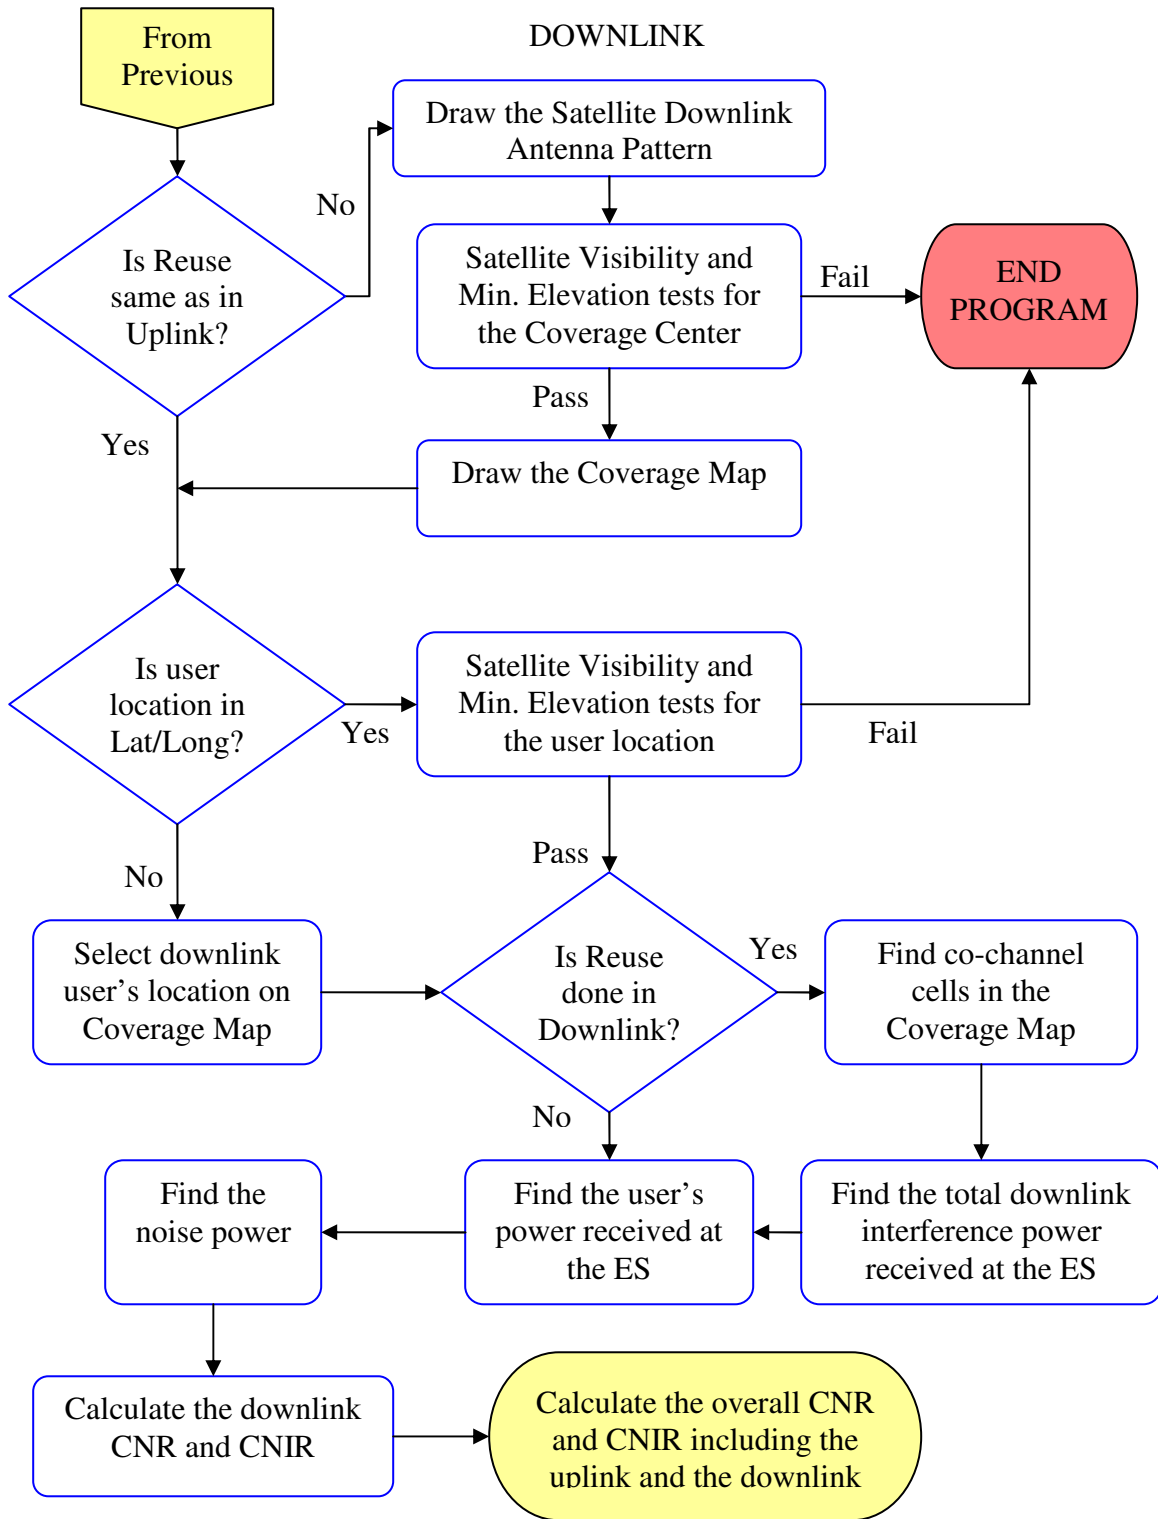 From
Previous
DOWNLINK
Draw the Satellite Downlink
Antenna Pattern
No
Is Reuse
same as in
Uplink?
Satellite Visibility and
Min. Elevation tests for
the Coverage Center
Fail
END
PROGRAM
Pass
Yes
Draw the Coverage Map
Is user
location in
Lat/Long?
Yes
Satellite Visibility and
Min. Elevation tests for
the user location
Fail
Pass
No
Select downlink
user's location on
Coverage Map
Is Reuse
done in
Downlink?
Yes
Find co-channel
cells in the
Coverage Map
No
Find the
noise power
Find the user's
power received at
the ES
Find the total downlink
interference power
received at the ES
Calculate the downlink
CNR and CNIR
Calculate the overall CNR
and CNIR including the
uplink and the downlink